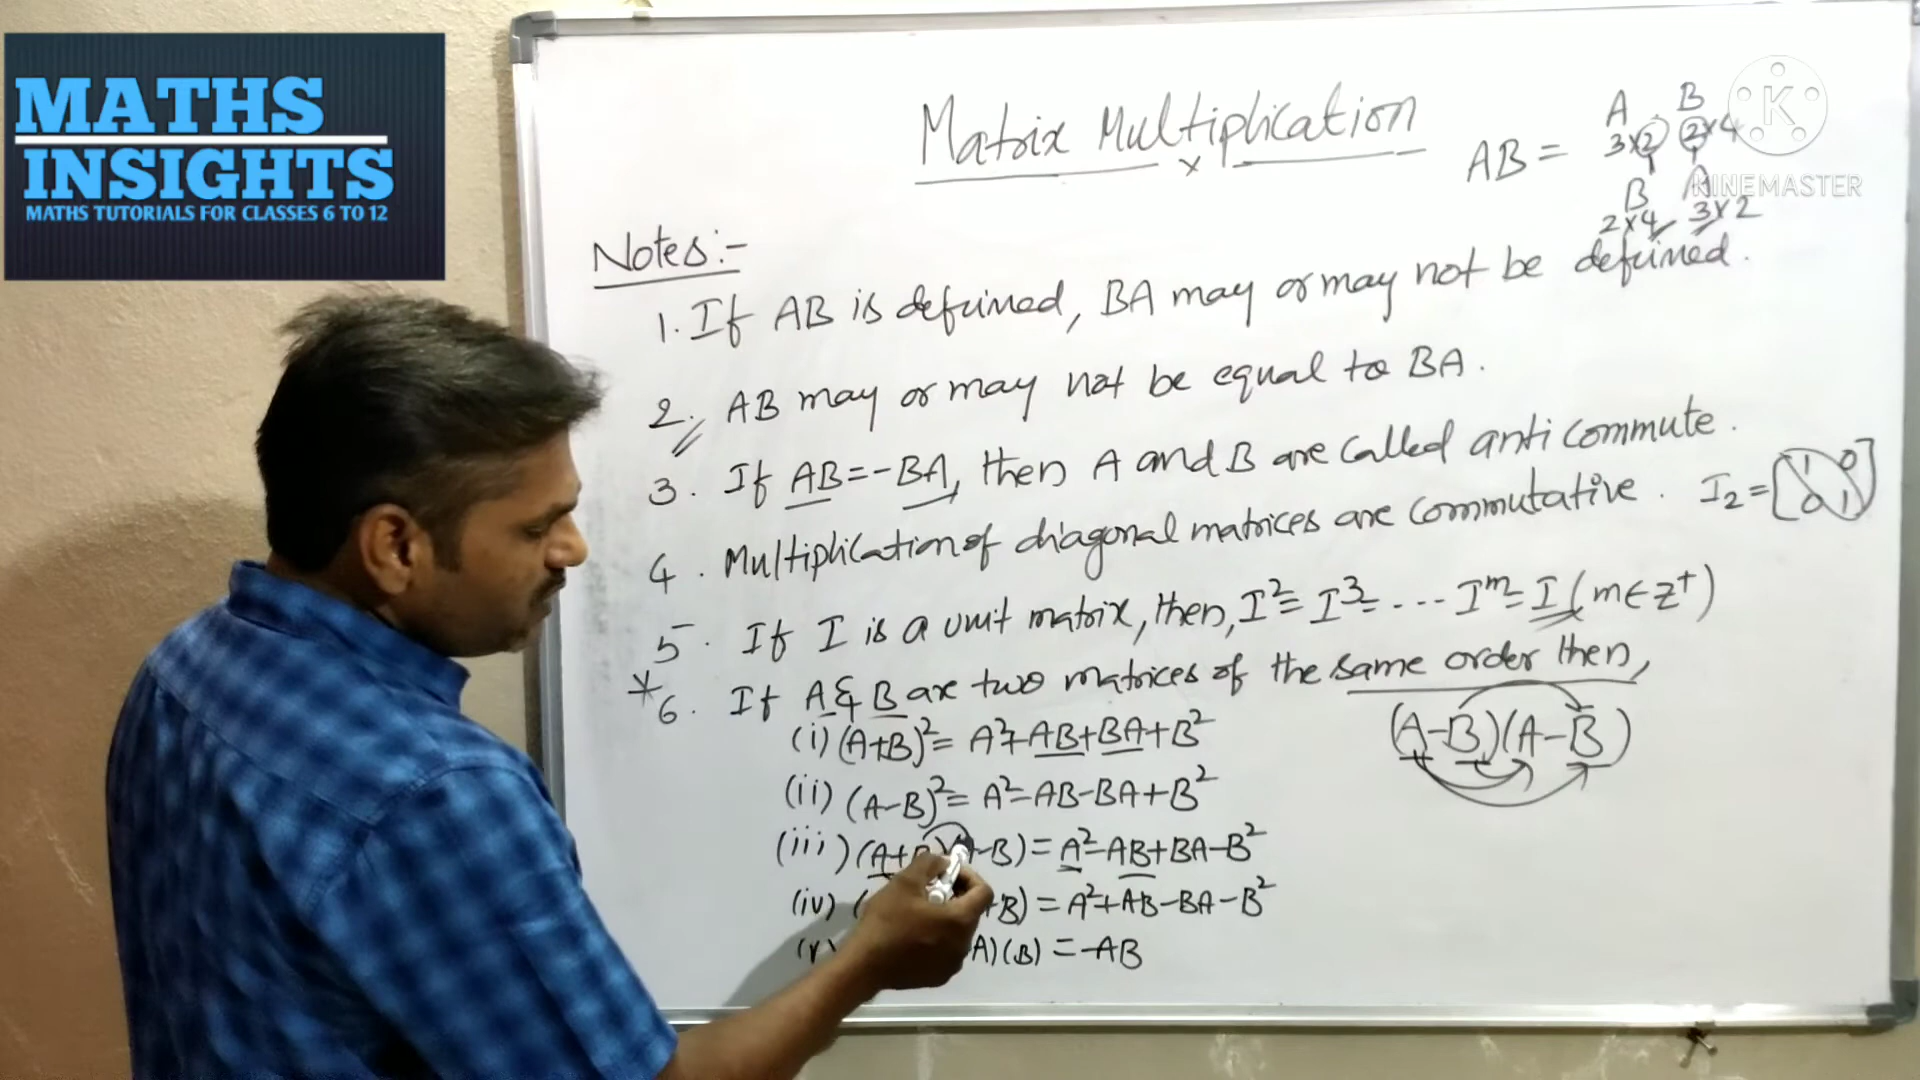 MATHS
INSIGHTS
MATHS TUTORIALS FOR CLASSES 6 TO 12
K
KINEMASTER
Matrix Multiplication
x
AB = A B
3×2 2×4
B A
2×4 3×2
Notes:-
1. If AB is defined, BA may or may not be defined.
2. AB may or may not be equal to BA.
3. If AB=-BA, then A and B are called anti commute.
4. Multiplication of diagonal matrices are commutative. I₂=[1 0
0 1]
5. If I is a unit matrix, then, I²= I³= ... Iᵐ= I (m∈Z⁺)
* 6. If A & B are two matrices of the same order then,
(A-B)(A-B)
(i) (A+B)²= A²+AB+BA+B²
(ii) (A-B)²= A²-AB-BA+B²
(iii) (A+B)(A-B)= A²-AB+BA-B²
(iv) ( +B)= A²+AB-BA-B²
(v) A)(B) = -AB